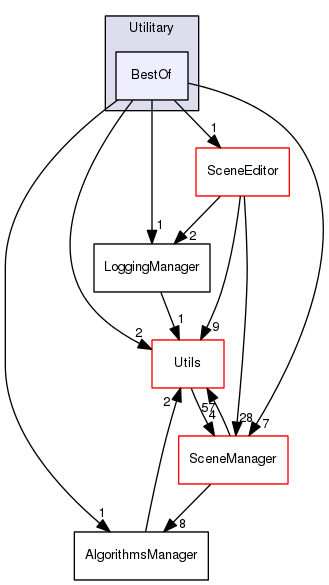 Utilitary
BestOf
1
SceneEditor
1
2
LoggingManager
1
9
2
Utils
2
57
4
28
7
SceneManager
1
8
AlgorithmsManager